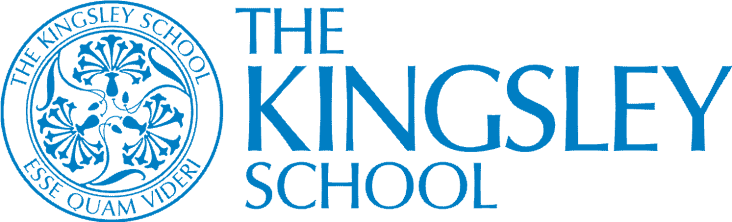 THE KINGSLEY SCHOOL
ESSE QUAM VIDERI
THE
KINGSLEY
SCHOOL